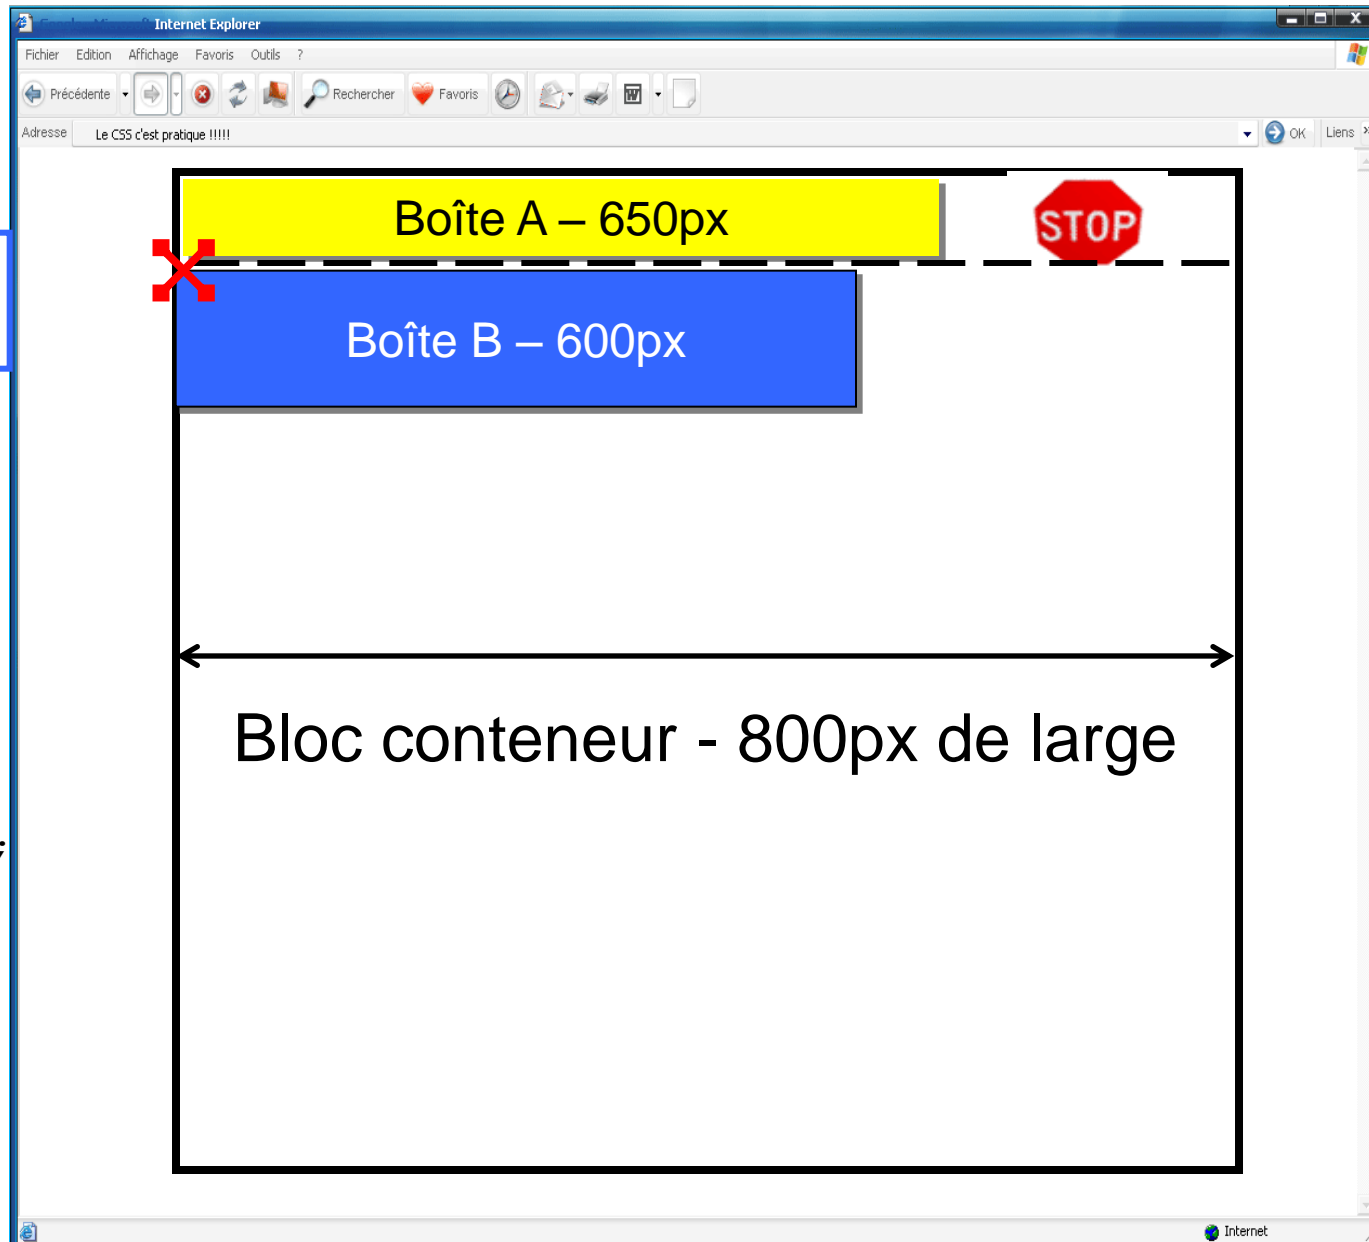 Internet Explorer
Fichier Edition Affichage Favoris Outils ?
Précédente Rechercher Favoris
Adresse Le CSS c'est pratique !!!!! OK Liens »
Boîte A – 650px
STOP
Boîte B – 600px
Bloc conteneur - 800px de large
;
Internet